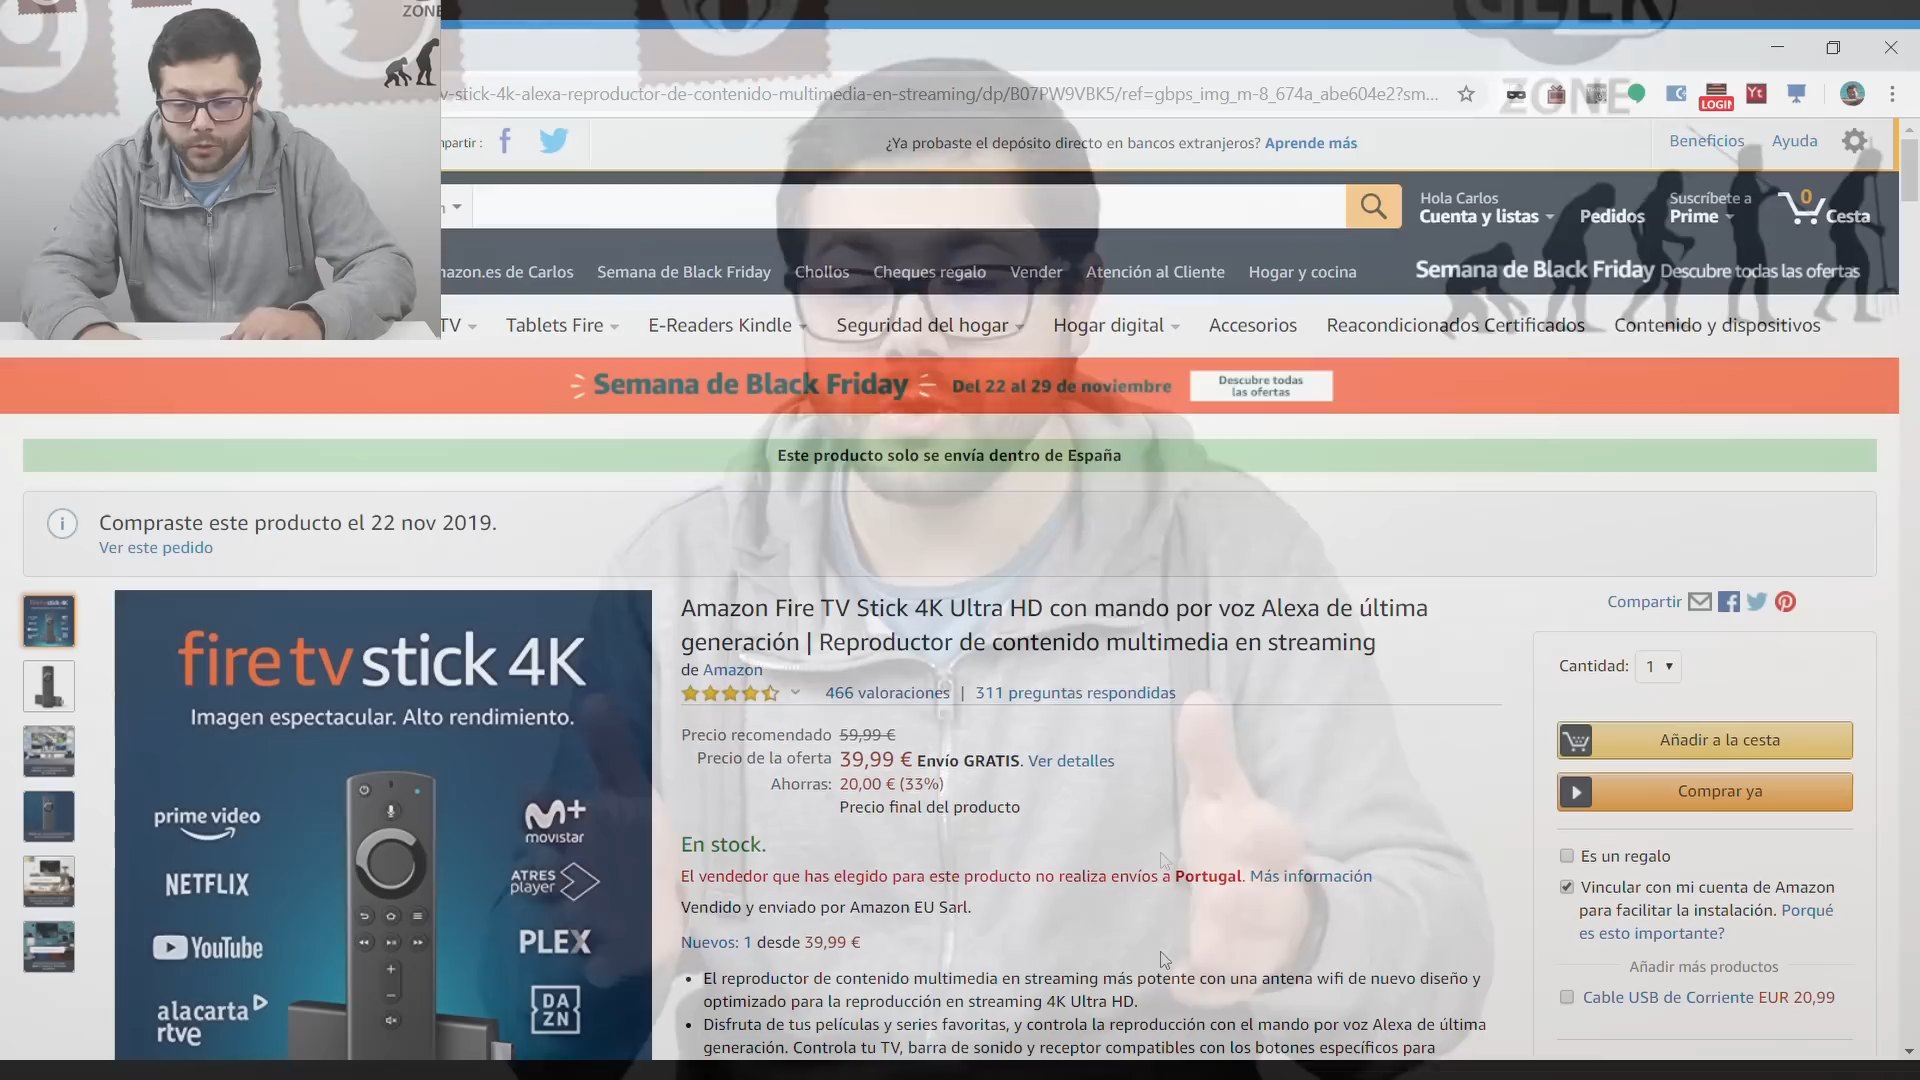 ZONE
GEEK
ZONE
v-stick-4k-alexa-reproductor-de-contenido-multimedia-en-streaming/dp/B07PW9VBK5/ref=gbps_img_m-8_674a_abe604e2?sm...
LOGIN
Yt
mpartir :
¿Ya probaste el depósito directo en bancos extranjeros? Aprende más
Beneficios
Ayuda
Hola Carlos
Cuenta y listas
Pedidos
Suscríbete a
Prime
0
Cesta
mazon.es de Carlos
Semana de Black Friday
Chollos
Cheques regalo
Vender
Atención al Cliente
Hogar y cocina
Semana de Black Friday Descubre todas las ofertas
TV
Tablets Fire
E-Readers Kindle
Seguridad del hogar
Hogar digital
Accesorios
Reacondicionados Certificados
Contenido y dispositivos
Semana de Black Friday
Del 22 al 29 de noviembre
Descubre todas
las ofertas
Este producto solo se envía dentro de España
Compraste este producto el 22 nov 2019.
Ver este pedido
fire tv stick 4K
Imagen espectacular. Alto rendimiento.
prime video
NETFLIX
YouTube
alacarta
rtve
M+
movistar
ATRES
player
PLEX
DA
ZN
Amazon Fire TV Stick 4K Ultra HD con mando por voz Alexa de última
generación | Reproductor de contenido multimedia en streaming
de Amazon
466 valoraciones | 311 preguntas respondidas
Precio recomendado 59,99 €
Precio de la oferta 39,99 € Envío GRATIS. Ver detalles
Ahorras: 20,00 € (33%)
Precio final del producto
En stock.
El vendedor que has elegido para este producto no realiza envíos a Portugal. Más información
Vendido y enviado por Amazon EU Sarl.
Nuevos: 1 desde 39,99 €
• El reproductor de contenido multimedia en streaming más potente con una antena wifi de nuevo diseño y
optimizado para la reproducción en streaming 4K Ultra HD.
• Disfruta de tus películas y series favoritas, y controla la reproducción con el mando por voz Alexa de última
generación. Controla tu TV, barra de sonido y receptor compatibles con los botones específicos para
Compartir
Cantidad: 1
Añadir a la cesta
Comprar ya
Es un regalo
Vincular con mi cuenta de Amazon
para facilitar la instalación. Porqué
es esto importante?
Añadir más productos
Cable USB de Corriente EUR 20,99